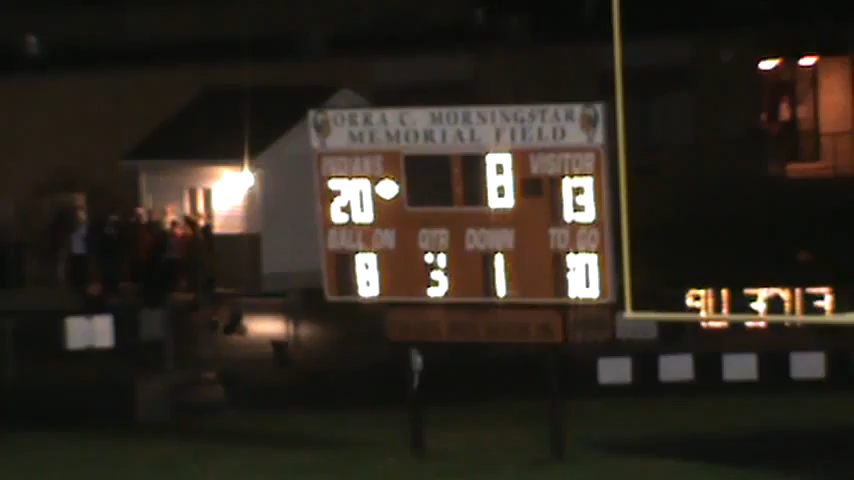 ORRA C. MORNINGSTAR
MEMORIAL FIELD
INDIANS 8 VISITOR
20 13
BALL ON QTR DOWN TO GO
8 3 1 10